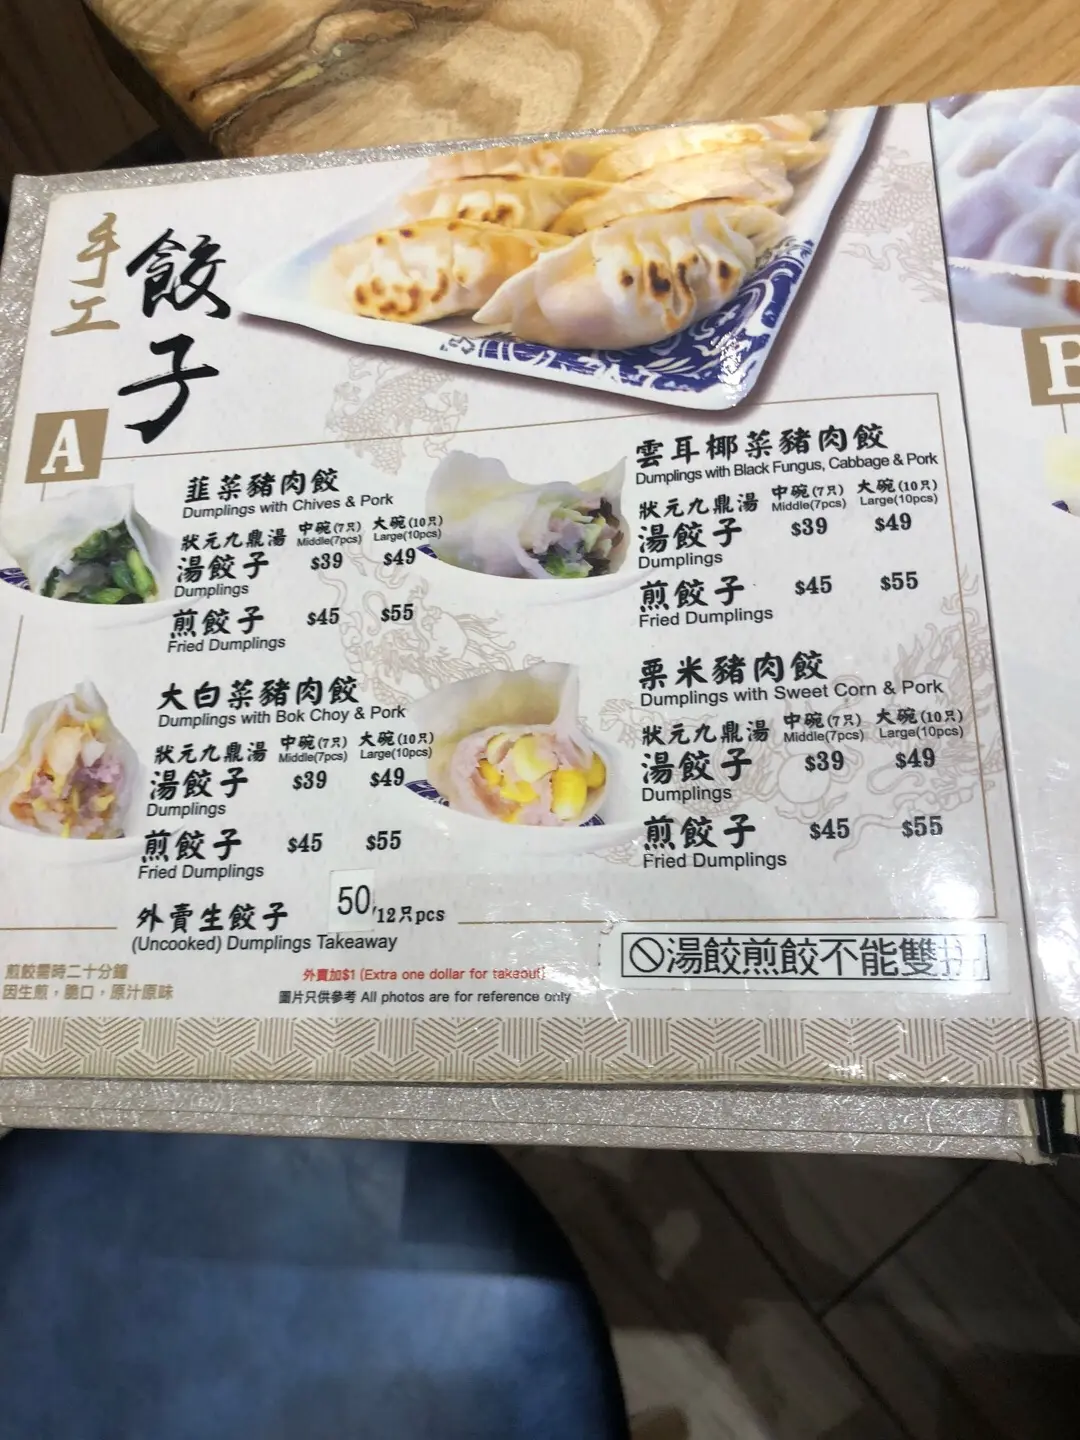 手工
餃子
A
韮菜豬肉餃
Dumplings with Chives & Pork
狀元九鼎湯 中碗(7只) 大碗(10只)
Middle(7pcs) Large(10pcs)
湯餃子 $39 $49
Dumplings
煎餃子 $45 $55
Fried Dumplings
雲耳椰菜豬肉餃
Dumplings with Black Fungus, Cabbage & Pork
狀元九鼎湯 中碗(7只) 大碗(10只)
Middle(7pcs) Large(10pcs)
湯餃子 $39 $49
Dumplings
煎餃子 $45 $55
Fried Dumplings
大白菜豬肉餃
Dumplings with Bok Choy & Pork
狀元九鼎湯 中碗(7只) 大碗(10只)
Middle(7pcs) Large(10pcs)
湯餃子 $39 $49
Dumplings
煎餃子 $45 $55
Fried Dumplings
栗米豬肉餃
Dumplings with Sweet Corn & Pork
狀元九鼎湯 中碗(7只) 大碗(10只)
Middle(7pcs) Large(10pcs)
湯餃子 $39 $49
Dumplings
煎餃子 $45 $55
Fried Dumplings
外賣生餃子 50/12只pcs
(Uncooked) Dumplings Takeaway
煎餃需時二十分鐘
因生煎，脆口，原汁原味
外賣加$1 (Extra one dollar for takeout)
圖片只供參考 All photos are for reference only
湯餃煎餃不能雙拼
B